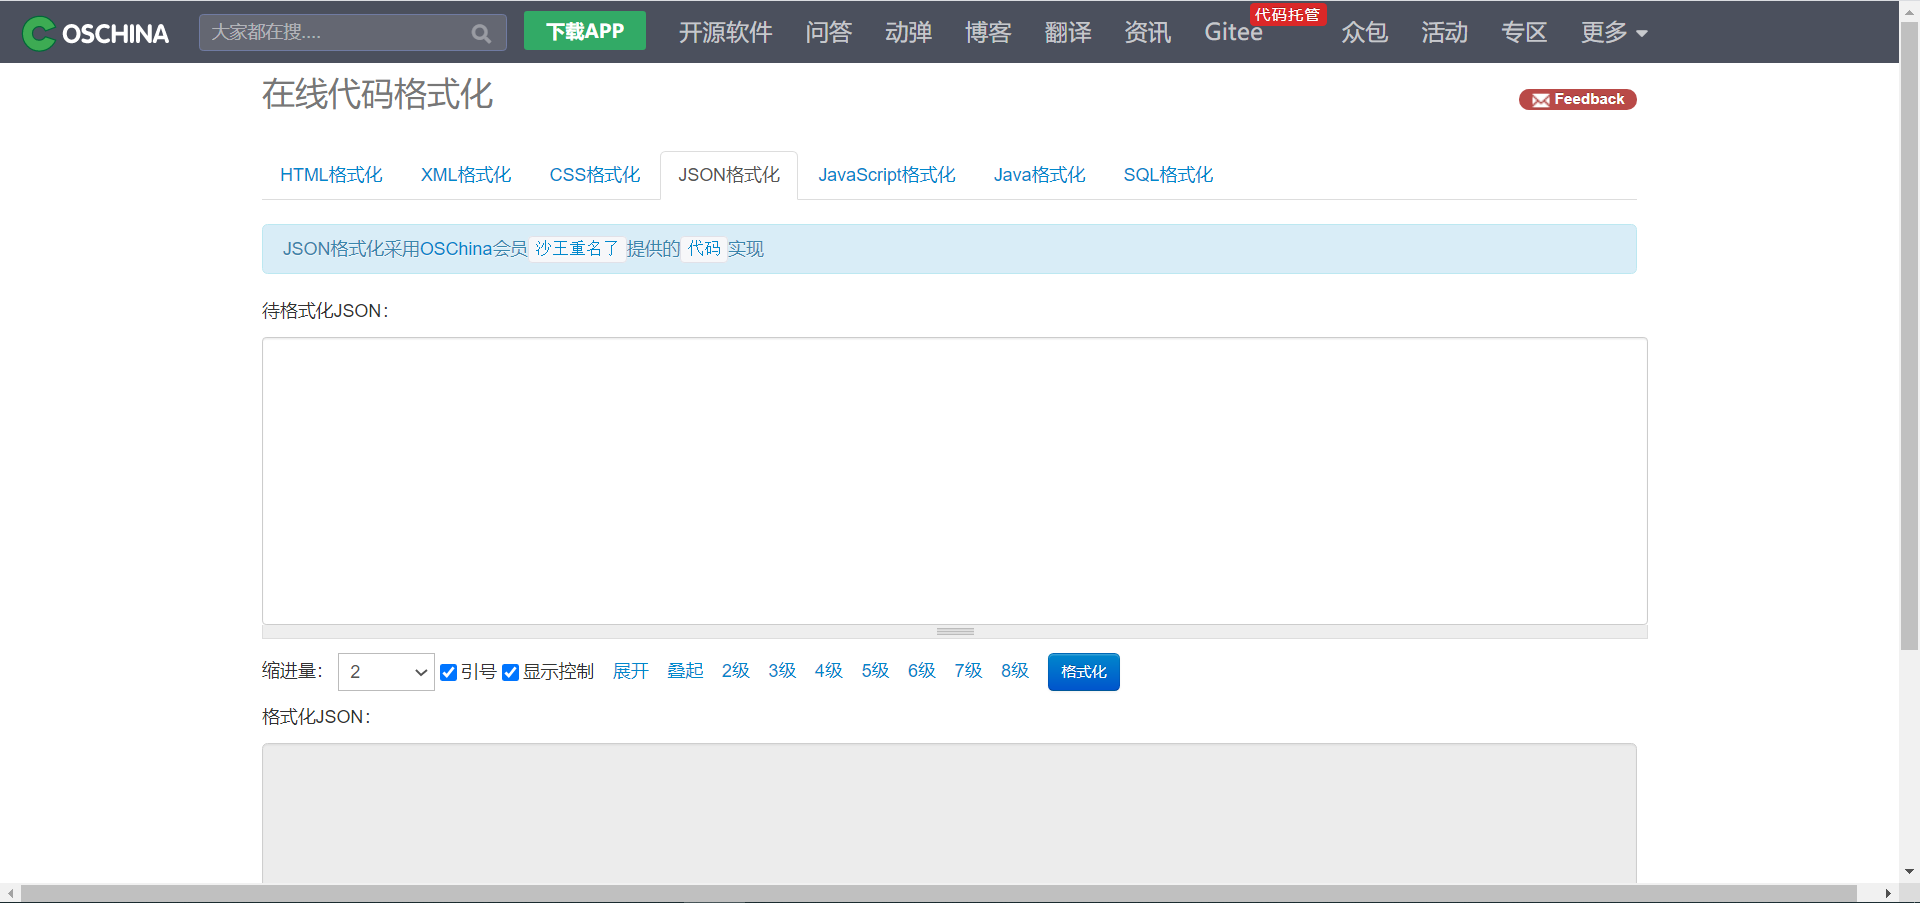 OSCHINA 大家都在搜.... 下载APP 开源软件 问答 动弹 博客 翻译 资讯 Gitee 代码托管 众包 活动 专区 更多
在线代码格式化
Feedback
HTML格式化 XML格式化 CSS格式化 JSON格式化 JavaScript格式化 Java格式化 SQL格式化
JSON格式化采用OSChina会员 沙王重名了 提供的 代码 实现
待格式化JSON：
缩进量： 2 引号 显示控制 展开 叠起 2级 3级 4级 5级 6级 7级 8级 格式化
格式化JSON：